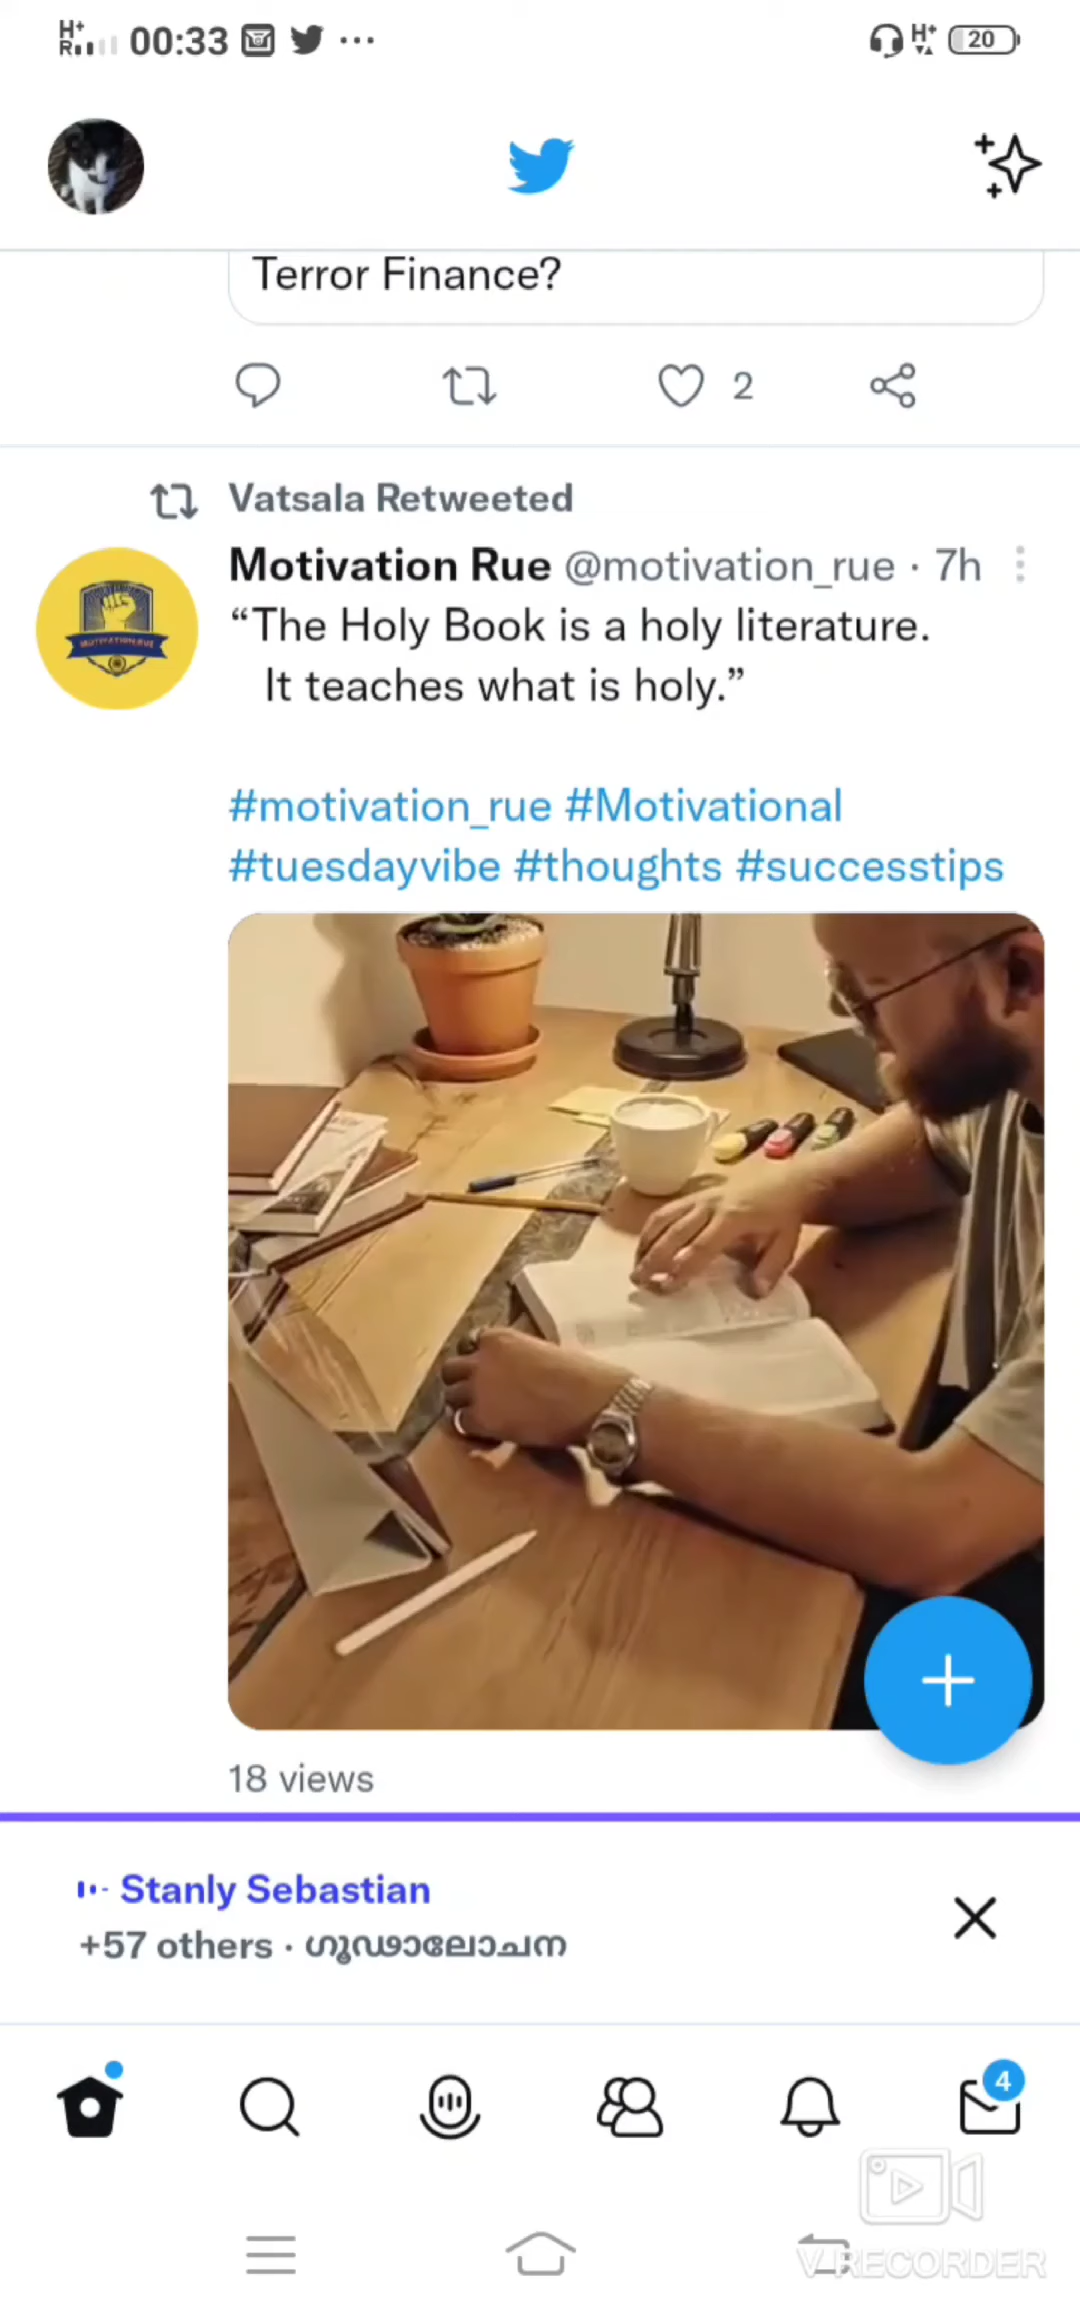 H+
R
00:33
H+
20
Terror Finance?
2
Vatsala Retweeted
Motivation Rue @motivation_rue · 7h
“The Holy Book is a holy literature.
It teaches what is holy.”
#motivation_rue #Motivational
#tuesdayvibe #thoughts #successtips
18 views
Stanly Sebastian
+57 others · ഗൂഢാലോചന
4
V RECORDER